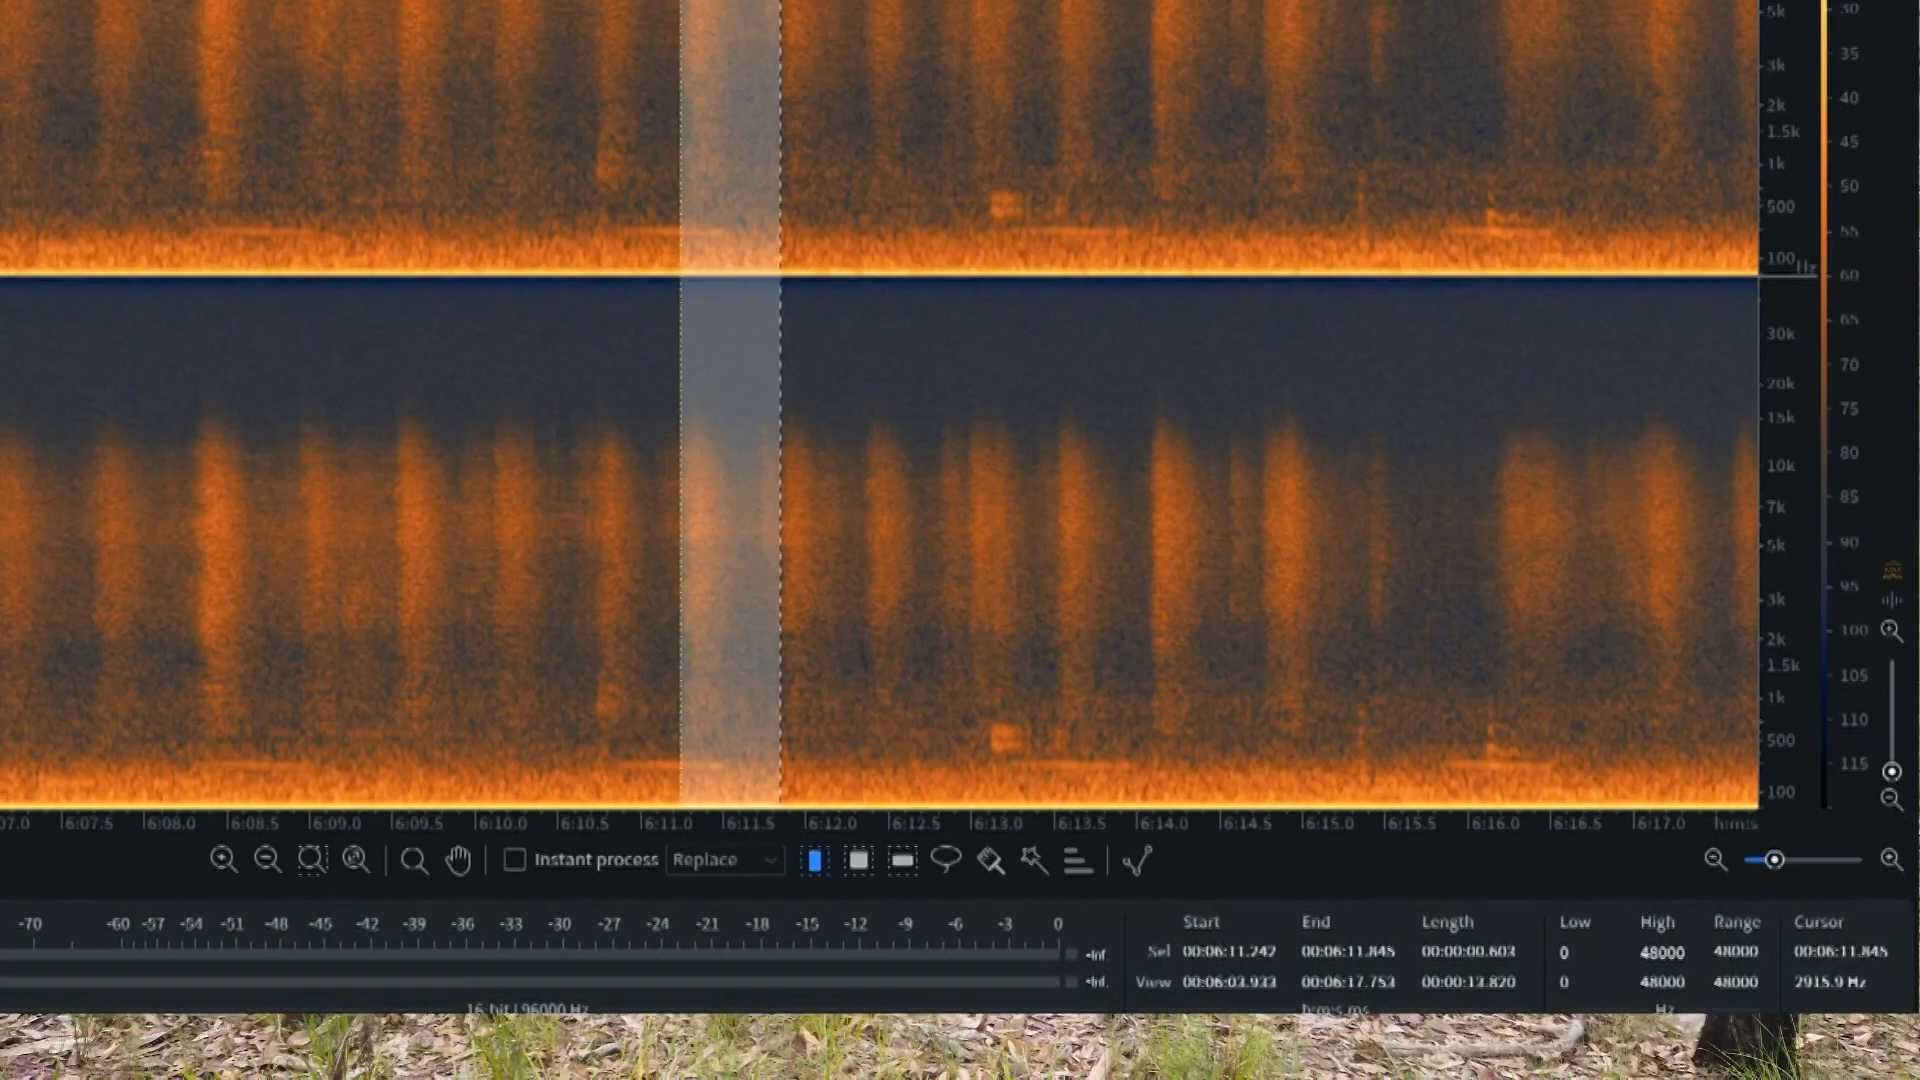 5k
3k
2k
1.5k
1k
500
100
Hz
30
35
40
45
50
55
60
65
70
75
80
85
90
95
100
105
110
115
30k
20k
15k
10k
7k
5k
3k
2k
1.5k
1k
500
100
07.0 6:07.5 6:08.0 6:08.5 6:09.0 6:09.5 6:10.0 6:10.5 6:11.0 6:11.5 6:12.0 6:12.5 6:13.0 6:13.5 6:14.0 6:14.5 6:15.0 6:15.5 6:16.0 6:16.5 6:17.0 h:m:s
Instant process Replace
-70 -60 -57 -54 -51 -48 -45 -42 -39 -36 -33 -30 -27 -24 -21 -18 -15 -12 -9 -6 -3 0
-Inf.
-Inf.
Start End Length Low High Range Cursor
Sel 00:06:11.242 00:06:11.845 00:00:00.603 0 48000 48000 00:06:11.845
View 00:06:03.933 00:06:17.753 00:00:13.820 0 48000 48000 2915.9 Hz
16-bit | 96000 Hz h:m:s.ms Hz